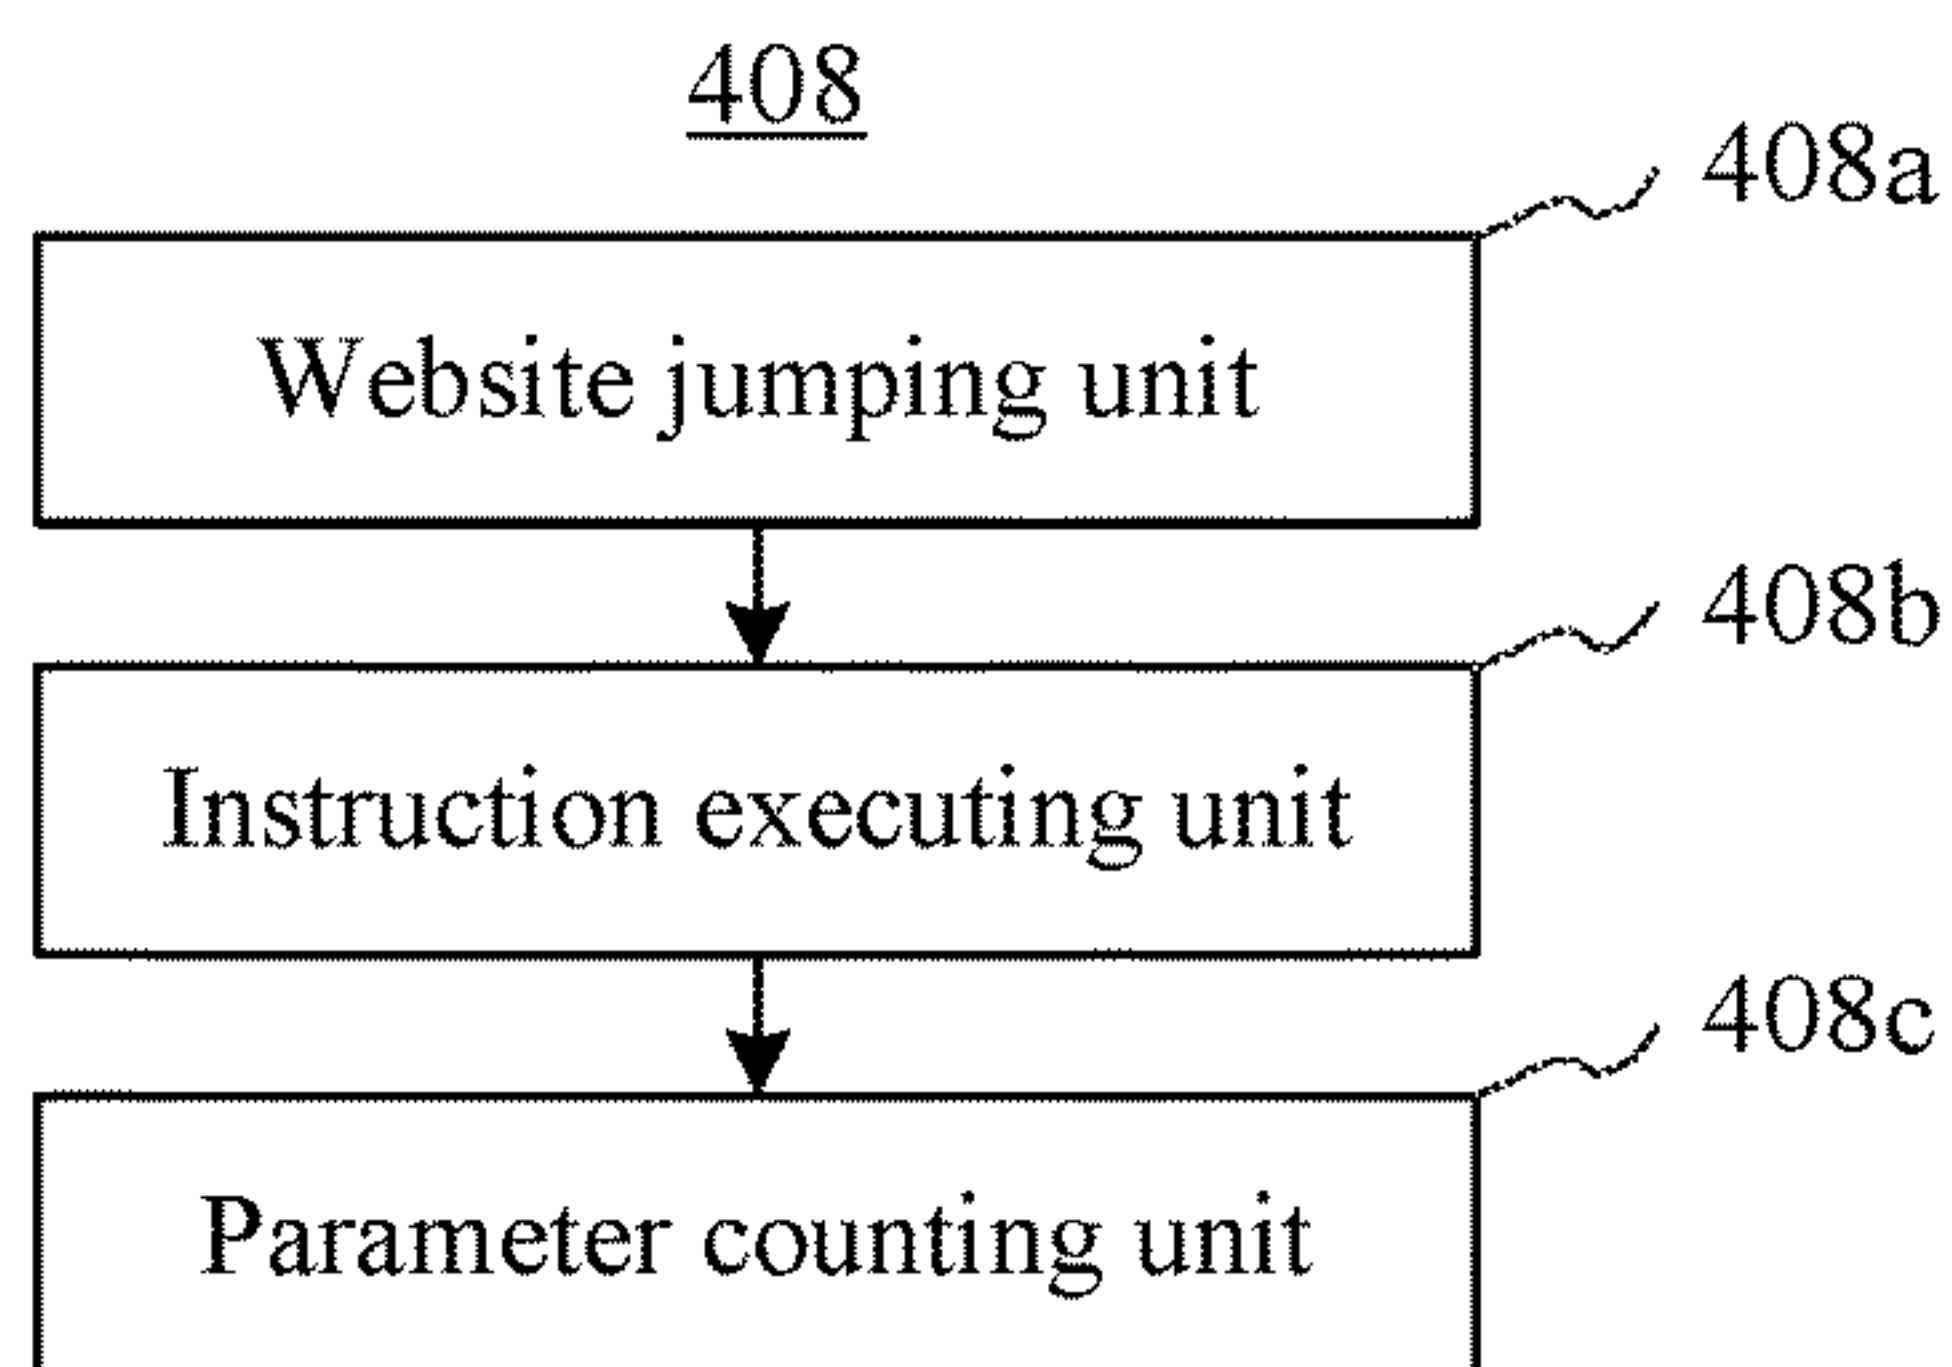 408
408a
Website jumping unit
408b
Instruction executing unit
408c
Parameter counting unit